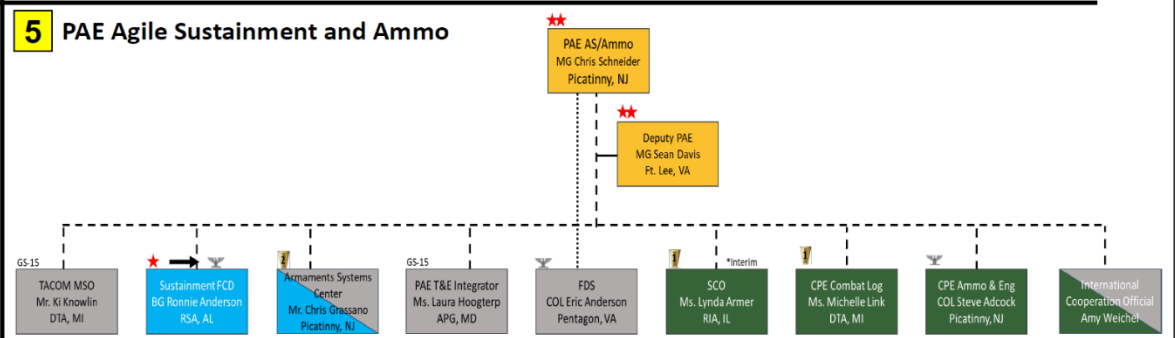 5 PAE Agile Sustainment and Ammo
PAE AS/Ammo
MG Chris Schneider
Picatinny, NJ
Deputy PAE
MG Sean Davis
Ft. Lee, VA
GS-15
TACOM MSO
Mr. Ki Knowlin
DTA, MI
Sustainment FCD
BG Ronnie Anderson
RSA, AL
2
Armaments Systems
Center
Mr. Chris Grassano
Picatinny, NJ
GS-15
PAE T&E Integrator
Ms. Laura Hoogterp
APG, MD
FDS
COL Eric Anderson
Pentagon, VA
1
*Interim
SCO
Ms. Lynda Armer
RIA, IL
1
CPE Combat Log
Ms. Michelle Link
DTA, MI
CPE Ammo & Eng
COL Steve Adcock
Picatinny, NJ
International
Cooperation Official
Amy Weichel